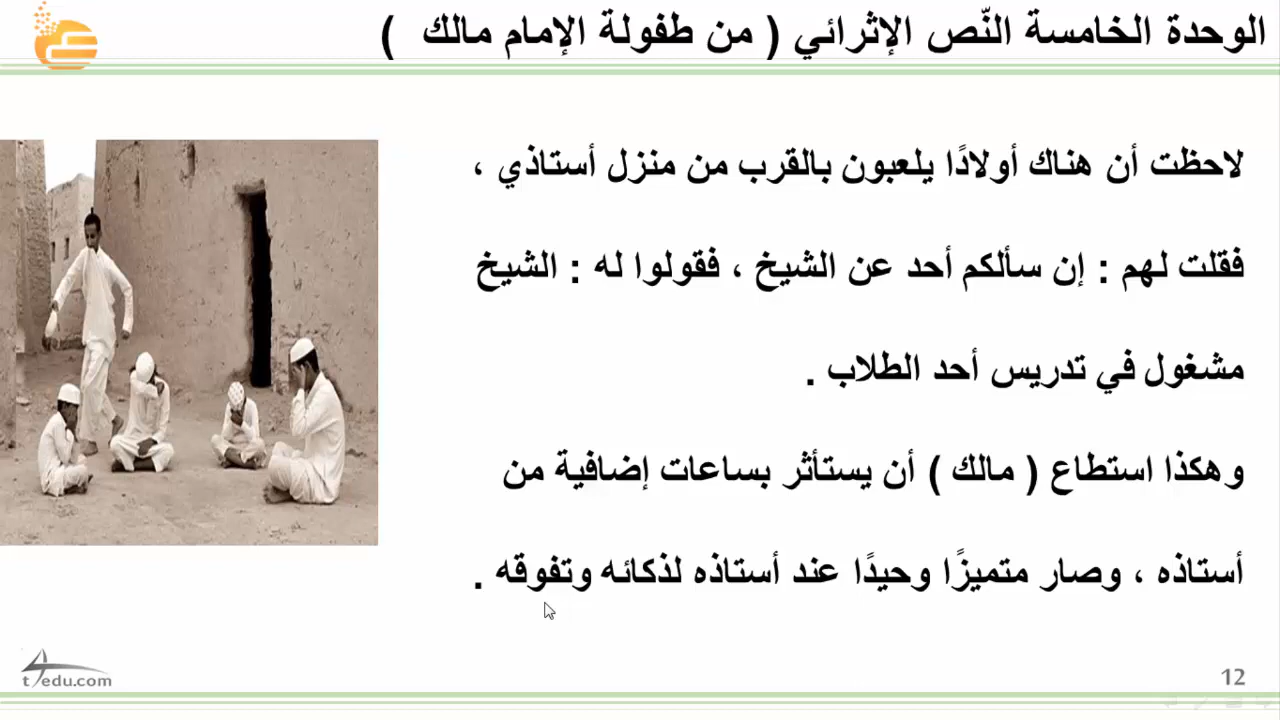 الوحدة الخامسة النّص الإثرائي ( من طفولة الإمام مالك )
لاحظت أن هناك أولادًا يلعبون بالقرب من منزل أستاذي ،
فقلت لهم : إن سألكم أحد عن الشيخ ، فقولوا له : الشيخ
مشغول في تدريس أحد الطلاب .
وهكذا استطاع ( مالك ) أن يستأثر بساعات إضافية من
أستاذه ، وصار متميزًا وحيدًا عند أستاذه لذكائه وتفوقه .
t4edu.com
12